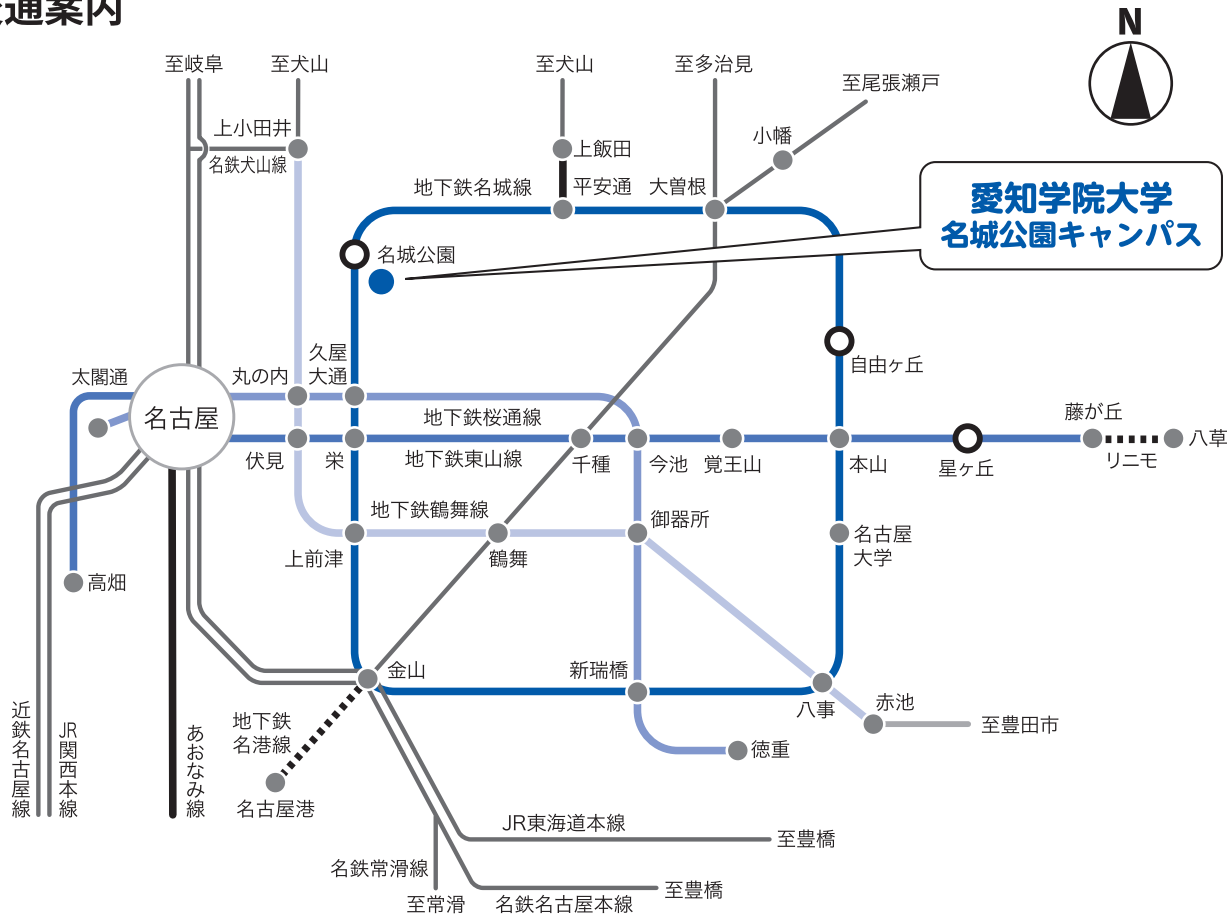 通案内
N
至岐阜
至犬山
至犬山
至多治見
至尾張瀬戸
上小田井
名鉄犬山線
上飯田
小幡
地下鉄名城線
平安通
大曽根
愛知学院大学
名城公園キャンパス
名城公園
自由ヶ丘
久屋
大通
太閤通
丸の内
名古屋
地下鉄桜通線
藤が丘
八草
リニモ
伏見
栄
地下鉄東山線
千種
今池
覚王山
本山
星ヶ丘
地下鉄鶴舞線
御器所
名古屋
大学
上前津
鶴舞
高畑
金山
新瑞橋
八事
赤池
至豊田市
近鉄名古屋線
JR関西本線
あおなみ線
地下鉄
名港線
徳重
名古屋港
JR東海道本線
至豊橋
名鉄常滑線
至常滑
名鉄名古屋本線
至豊橋